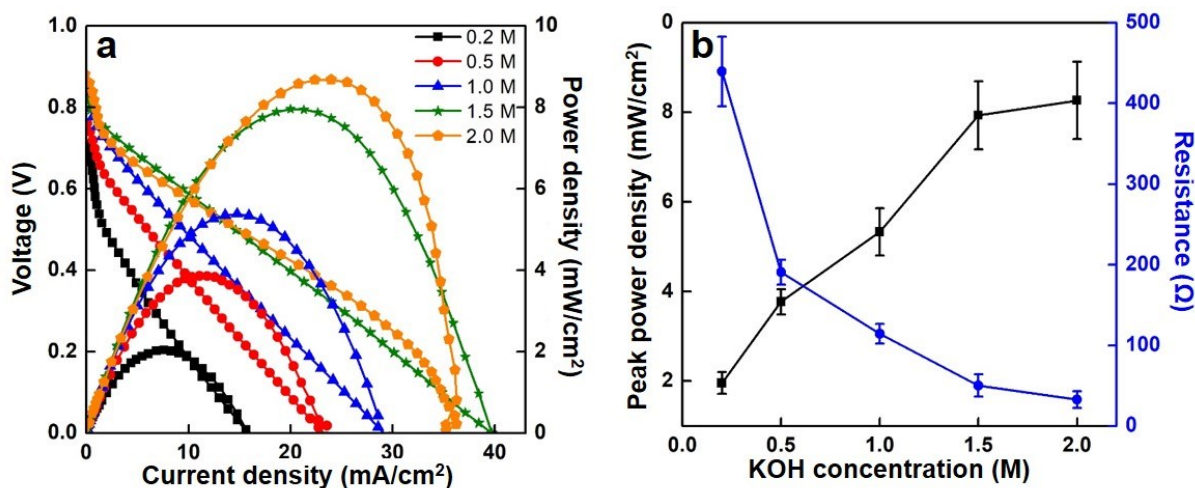 a
1.0
0.8
0.6
0.4
0.2
0.0
Voltage (V)
0 10 20 30 40
Current density (mA/cm²)
10
8
6
4
2
0
Power density (mW/cm²)
0.2 M
0.5 M
1.0 M
1.5 M
2.0 M
b
0
8
6
4
2
Peak power density (mW/cm²)
0.0 0.5 1.0 1.5 2.0
KOH concentration (M)
500
400
300
200
100
0
Resistance (Ω)